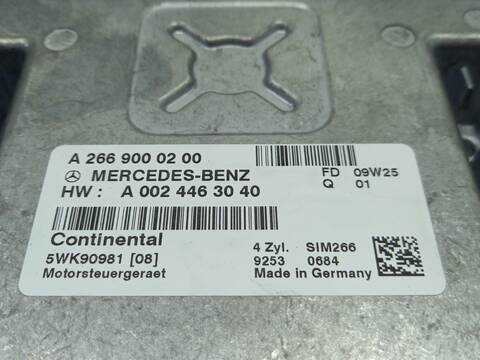 A 266 900 02 00
MERCEDES-BENZ
HW : A 002 446 30 40
FD 09W25
Q 01
Continental
5WK90981 [08]
Motorsteuergeraet
4 Zyl. SIM266
9253 0684
Made in Germany